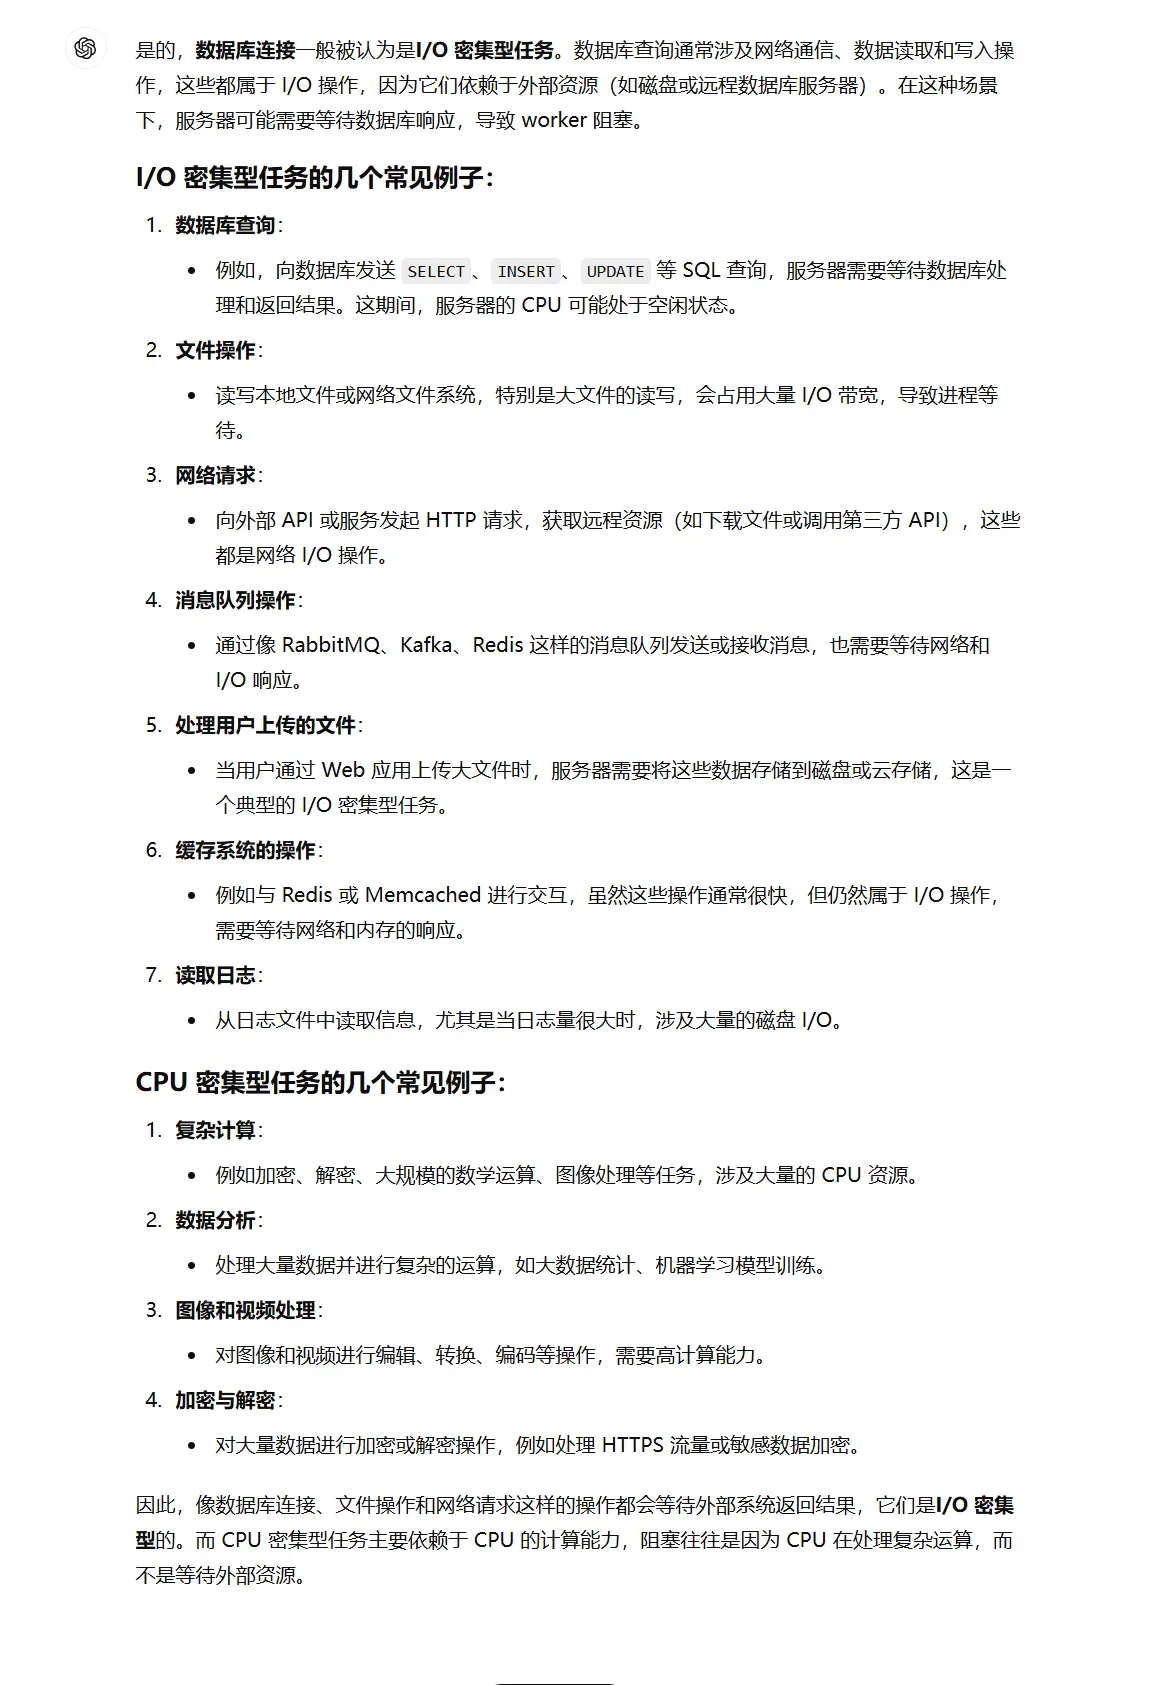 是的，数据库连接一般被认为是I/O 密集型任务。数据库查询通常涉及网络通信、数据读取和写入操
作，这些都属于 I/O 操作，因为它们依赖于外部资源（如磁盘或远程数据库服务器）。在这种场景
下，服务器可能需要等待数据库响应，导致 worker 阻塞。
I/O 密集型任务的几个常见例子：
1. 数据库查询：
• 例如，向数据库发送 SELECT、INSERT、UPDATE 等 SQL 查询，服务器需要等待数据库处
理和返回结果。这期间，服务器的 CPU 可能处于空闲状态。
2. 文件操作：
• 读写本地文件或网络文件系统，特别是大文件的读写，会占用大量 I/O 带宽，导致进程等
待。
3. 网络请求：
• 向外部 API 或服务发起 HTTP 请求，获取远程资源（如下载文件或调用第三方 API），这些
都是网络 I/O 操作。
4. 消息队列操作：
• 通过像 RabbitMQ、Kafka、Redis 这样的消息队列发送或接收消息，也需要等待网络和
I/O 响应。
5. 处理用户上传的文件：
• 当用户通过 Web 应用上传大文件时，服务器需要将这些数据存储到磁盘或云存储，这是一
个典型的 I/O 密集型任务。
6. 缓存系统的操作：
• 例如与 Redis 或 Memcached 进行交互，虽然这些操作通常很快，但仍然属于 I/O 操作，
需要等待网络和内存的响应。
7. 读取日志：
• 从日志文件中读取信息，尤其是当日志量很大时，涉及大量的磁盘 I/O。
CPU 密集型任务的几个常见例子：
1. 复杂计算：
• 例如加密、解密、大规模的数学运算、图像处理等任务，涉及大量的 CPU 资源。
2. 数据分析：
• 处理大量数据并进行复杂的运算，如大数据统计、机器学习模型训练。
3. 图像和视频处理：
• 对图像和视频进行编辑、转换、编码等操作，需要高计算能力。
4. 加密与解密：
• 对大量数据进行加密或解密操作，例如处理 HTTPS 流量或敏感数据加密。
因此，像数据库连接、文件操作和网络请求这样的操作都会等待外部系统返回结果，它们是I/O 密集
型的。而 CPU 密集型任务主要依赖于 CPU 的计算能力，阻塞往往是因为 CPU 在处理复杂运算，而
不是等待外部资源。